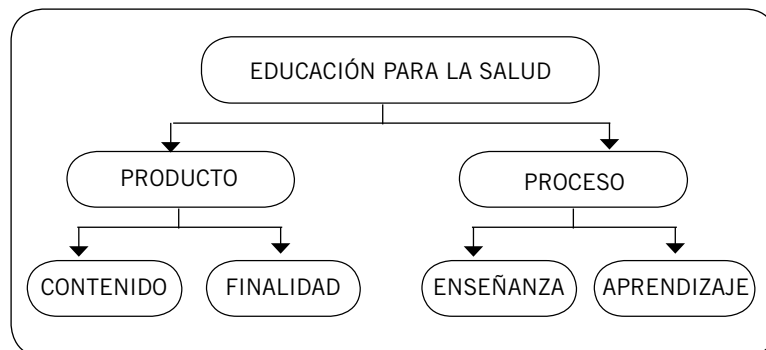 EDUCACIÓN PARA LA SALUD
PRODUCTO
PROCESO
CONTENIDO
FINALIDAD
ENSEÑANZA
APRENDIZAJE